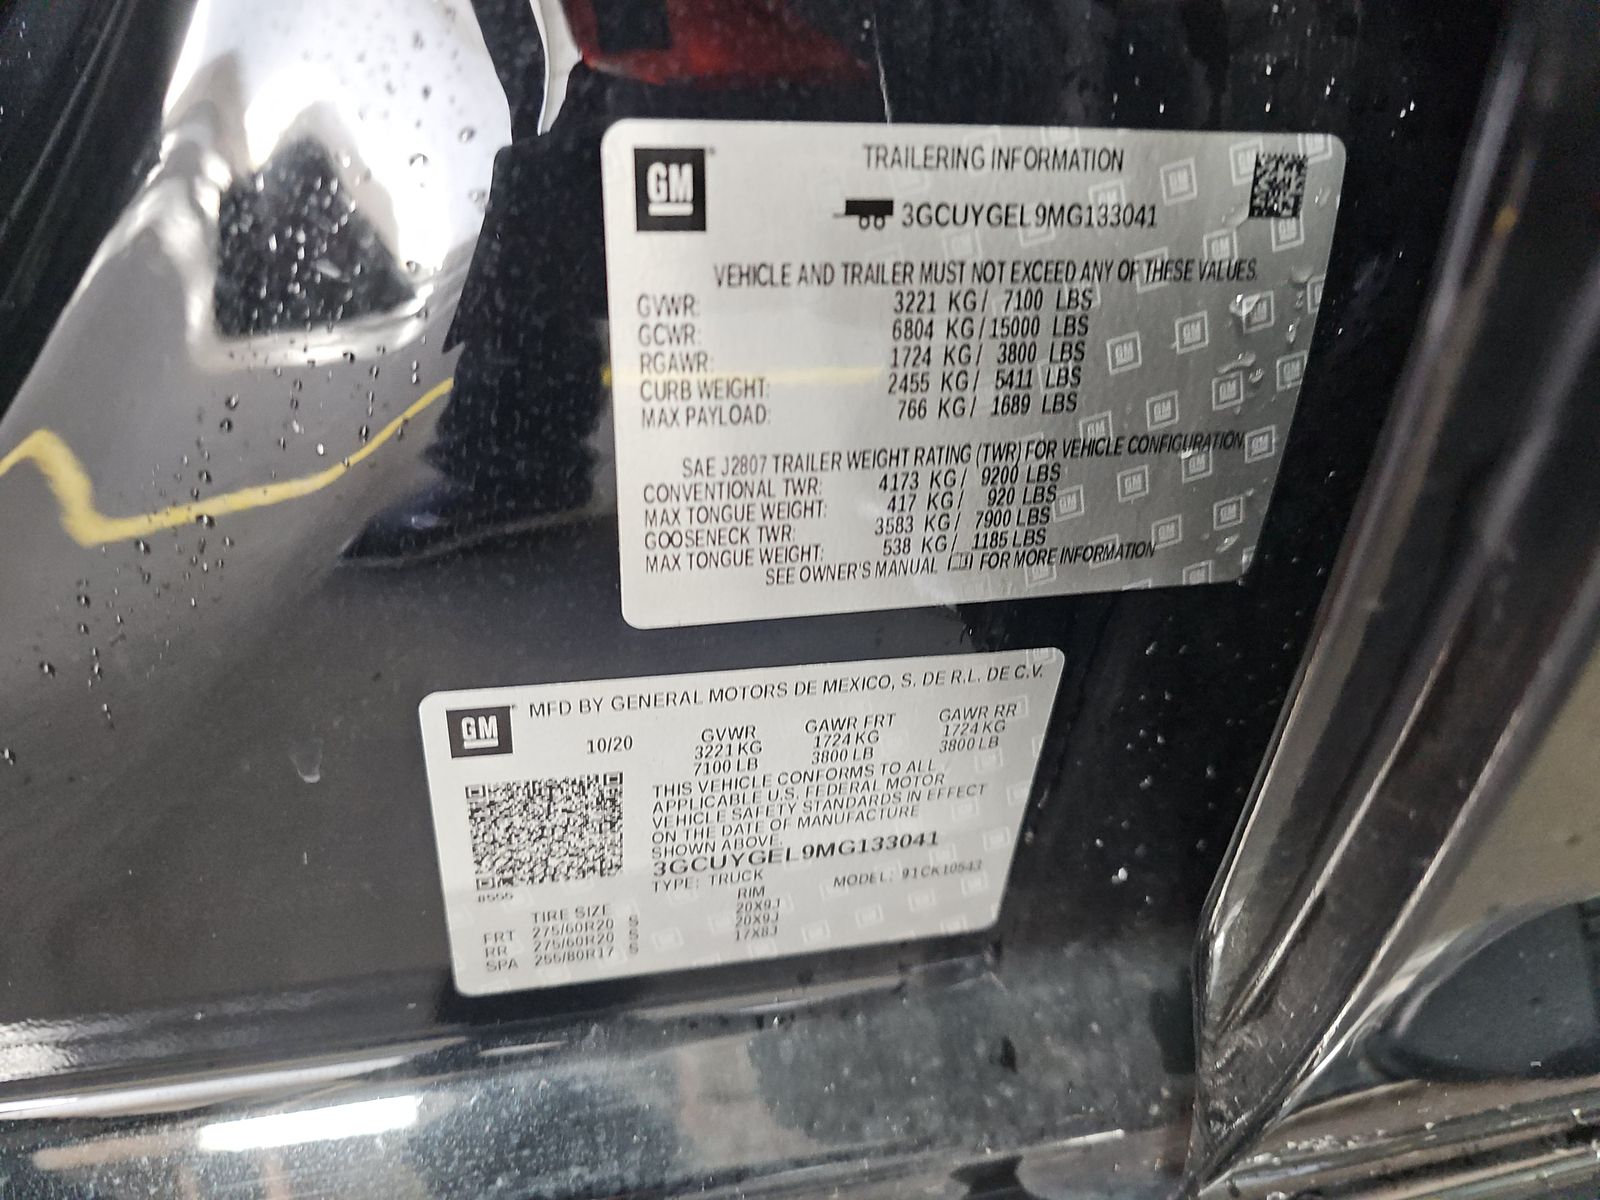 GM
TRAILERING INFORMATION
3GCUYGEL9MG133041
VEHICLE AND TRAILER MUST NOT EXCEED ANY OF THESE VALUES.
GVWR: 3221 KG/ 7100 LBS
GCWR: 6804 KG/15000 LBS
RGAWR: 1724 KG/ 3800 LBS
CURB WEIGHT: 2455 KG/ 5411 LBS
MAX PAYLOAD: 766 KG/ 1689 LBS
SAE J2807 TRAILER WEIGHT RATING (TWR) FOR VEHICLE CONFIGURATION
CONVENTIONAL TWR: 4173 KG/ 9200 LBS
MAX TONGUE WEIGHT: 417 KG/ 920 LBS
GOOSENECK TWR: 3583 KG/ 7900 LBS
MAX TONGUE WEIGHT: 538 KG/ 1185 LBS
SEE OWNER'S MANUAL FOR MORE INFORMATION
GM
MFD BY GENERAL MOTORS DE MEXICO, S. DE R.L. DE C.V.
10/20 GVWR GAWR FRT GAWR RR
3221 KG 1724 KG 1724 KG
7100 LB 3800 LB 3800 LB
THIS VEHICLE CONFORMS TO ALL
APPLICABLE U.S. FEDERAL MOTOR
VEHICLE SAFETY STANDARDS IN EFFECT
ON THE DATE OF MANUFACTURE
SHOWN ABOVE.
3GCUYGEL9MG133041
TYPE: TRUCK MODEL: 91CK10543
8555
TIRE SIZE RIM
FRT 275/60R20 S 20X9J
RR 275/60R20 S 20X9J
SPA 255/80R17 S 17X8J